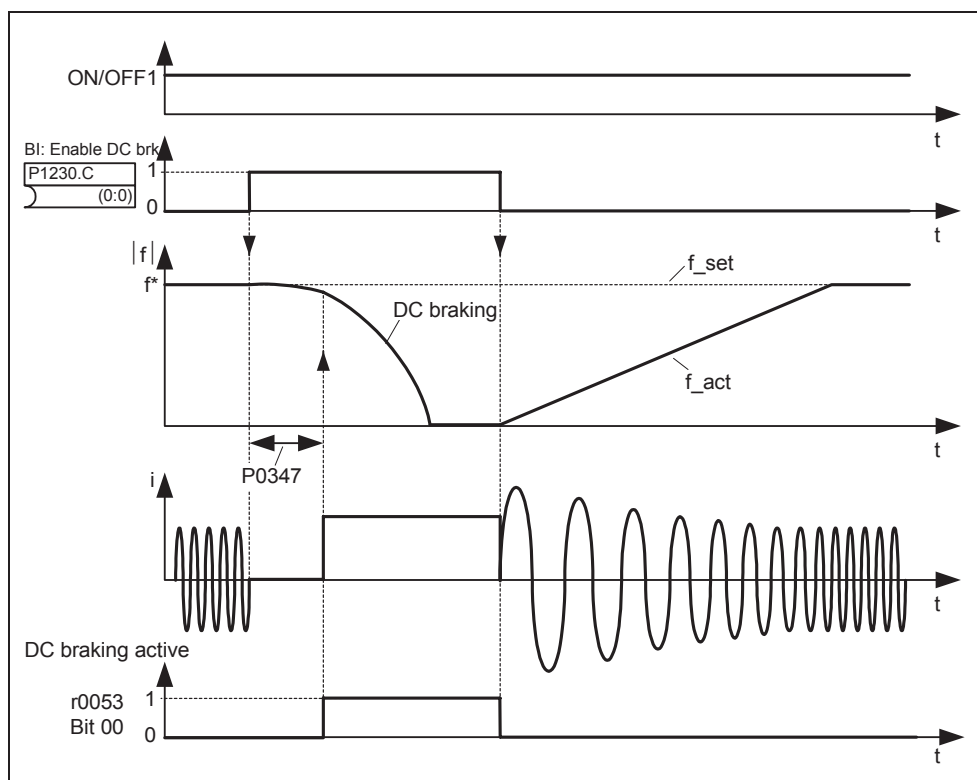 ON/OFF1
t
BI: Enable DC brk
P1230.C
(0:0)
1
0
t
|f|
f*
f_set
DC braking
f_act
t
P0347
i
t
DC braking active
r0053
Bit 00
1
0
t